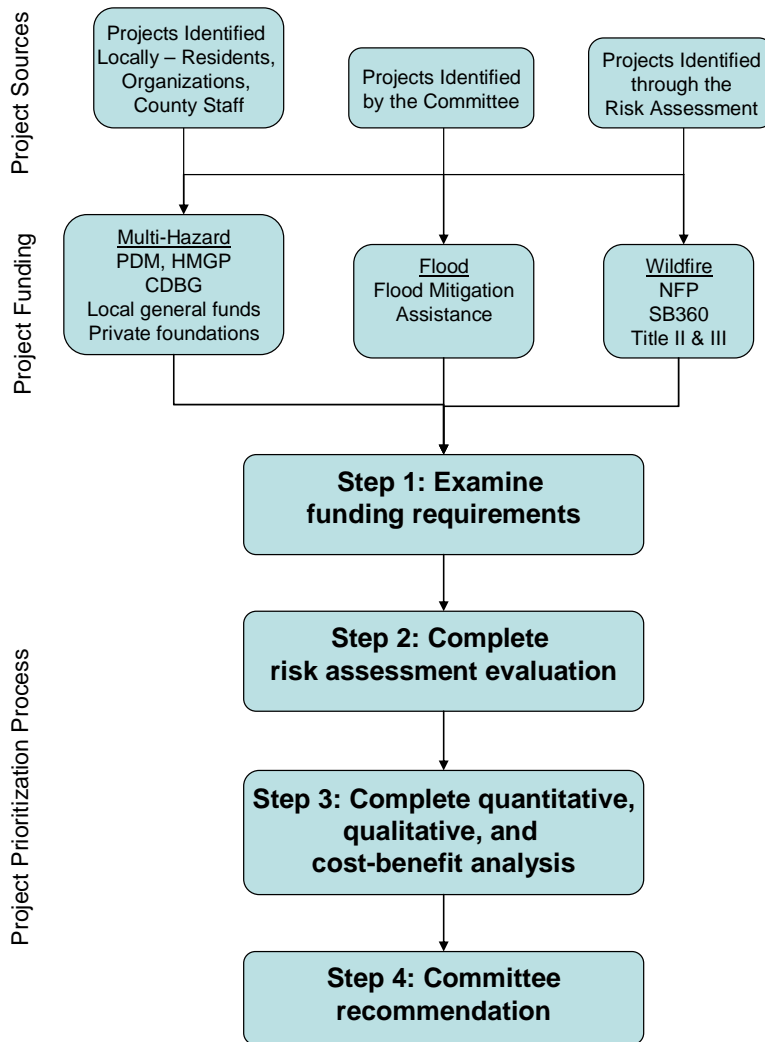 Project Sources
Projects Identified
Locally – Residents,
Organizations,
County Staff
Projects Identified
by the Committee
Projects Identified
through the
Risk Assessment
Project Funding
Multi-Hazard
PDM, HMGP
CDBG
Local general funds
Private foundations
Flood
Flood Mitigation
Assistance
Wildfire
NFP
SB360
Title II & III
Project Prioritization Process
Step 1: Examine
funding requirements
Step 2: Complete
risk assessment evaluation
Step 3: Complete quantitative,
qualitative, and
cost-benefit analysis
Step 4: Committee
recommendation